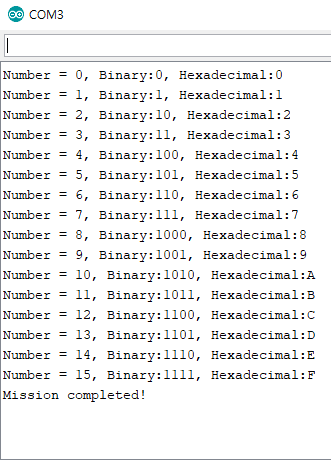 COM3
Number = 0, Binary:0, Hexadecimal:0
Number = 1, Binary:1, Hexadecimal:1
Number = 2, Binary:10, Hexadecimal:2
Number = 3, Binary:11, Hexadecimal:3
Number = 4, Binary:100, Hexadecimal:4
Number = 5, Binary:101, Hexadecimal:5
Number = 6, Binary:110, Hexadecimal:6
Number = 7, Binary:111, Hexadecimal:7
Number = 8, Binary:1000, Hexadecimal:8
Number = 9, Binary:1001, Hexadecimal:9
Number = 10, Binary:1010, Hexadecimal:A
Number = 11, Binary:1011, Hexadecimal:B
Number = 12, Binary:1100, Hexadecimal:C
Number = 13, Binary:1101, Hexadecimal:D
Number = 14, Binary:1110, Hexadecimal:E
Number = 15, Binary:1111, Hexadecimal:F
Mission completed!